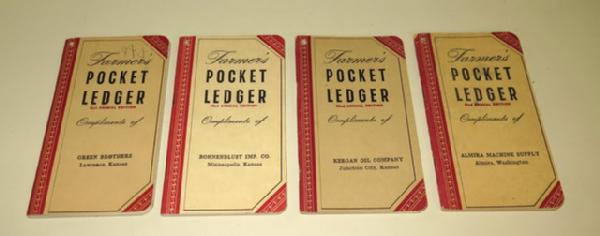 Farmer's
POCKET
LEDGER
Compliments of
GREEN BROTHERS
Lawrence, Kansas
Farmer's
POCKET
LEDGER
Compliments of
BOHNENBLUST IMP. CO.
Minneapolis, Kansas
Farmer's
POCKET
LEDGER
Compliments of
KEEGAN OIL COMPANY
Junction City, Kansas
Farmer's
POCKET
LEDGER
Compliments of
ALMIRA MACHINE SUPPLY
Almira, Washington